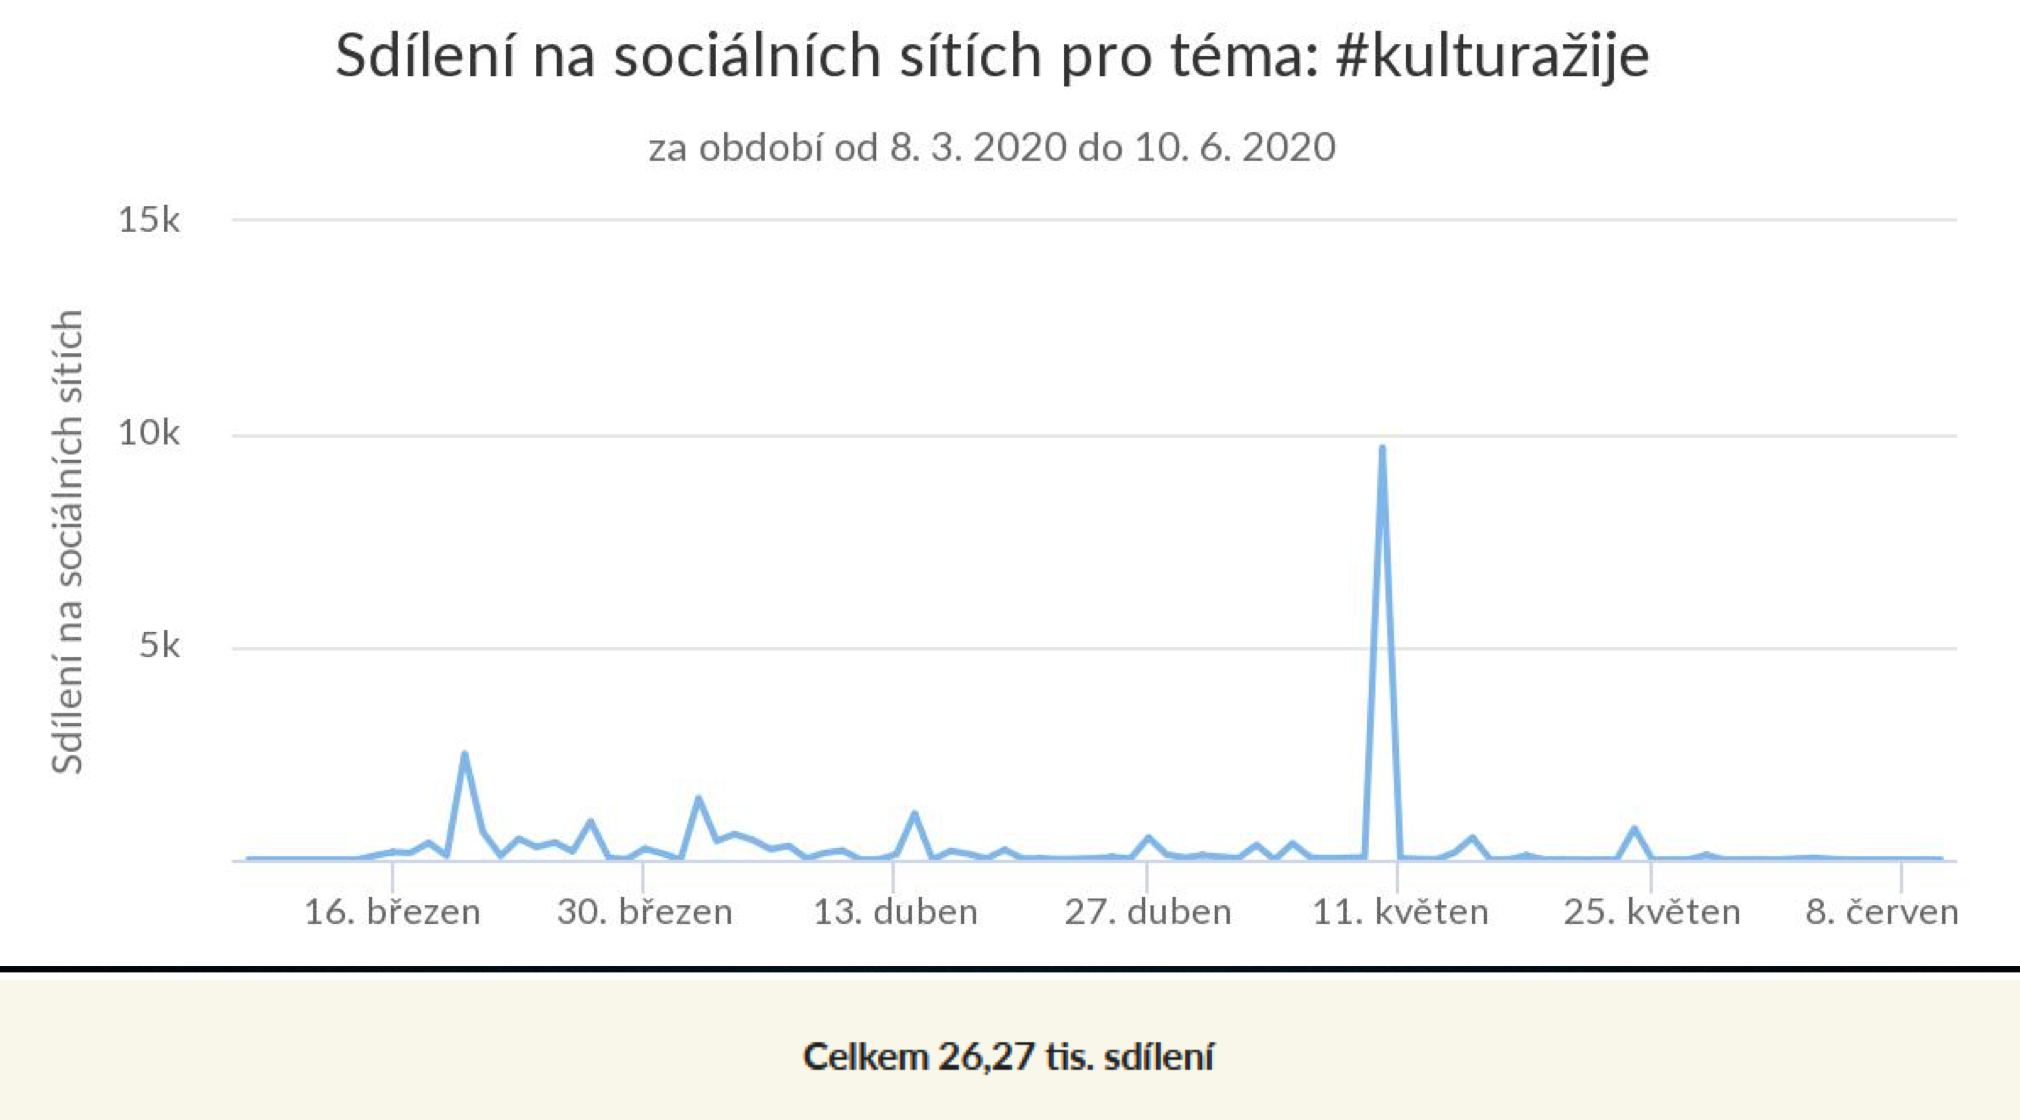 Sdílení na sociálních sítích pro téma: #kulturažije
za období od 8. 3. 2020 do 10. 6. 2020
15k
10k
5k
Sdílení na sociálních sítích
16. březen
30. březen
13. duben
27. duben
11. květen
25. květen
8. červen
Celkem 26,27 tis. sdílení